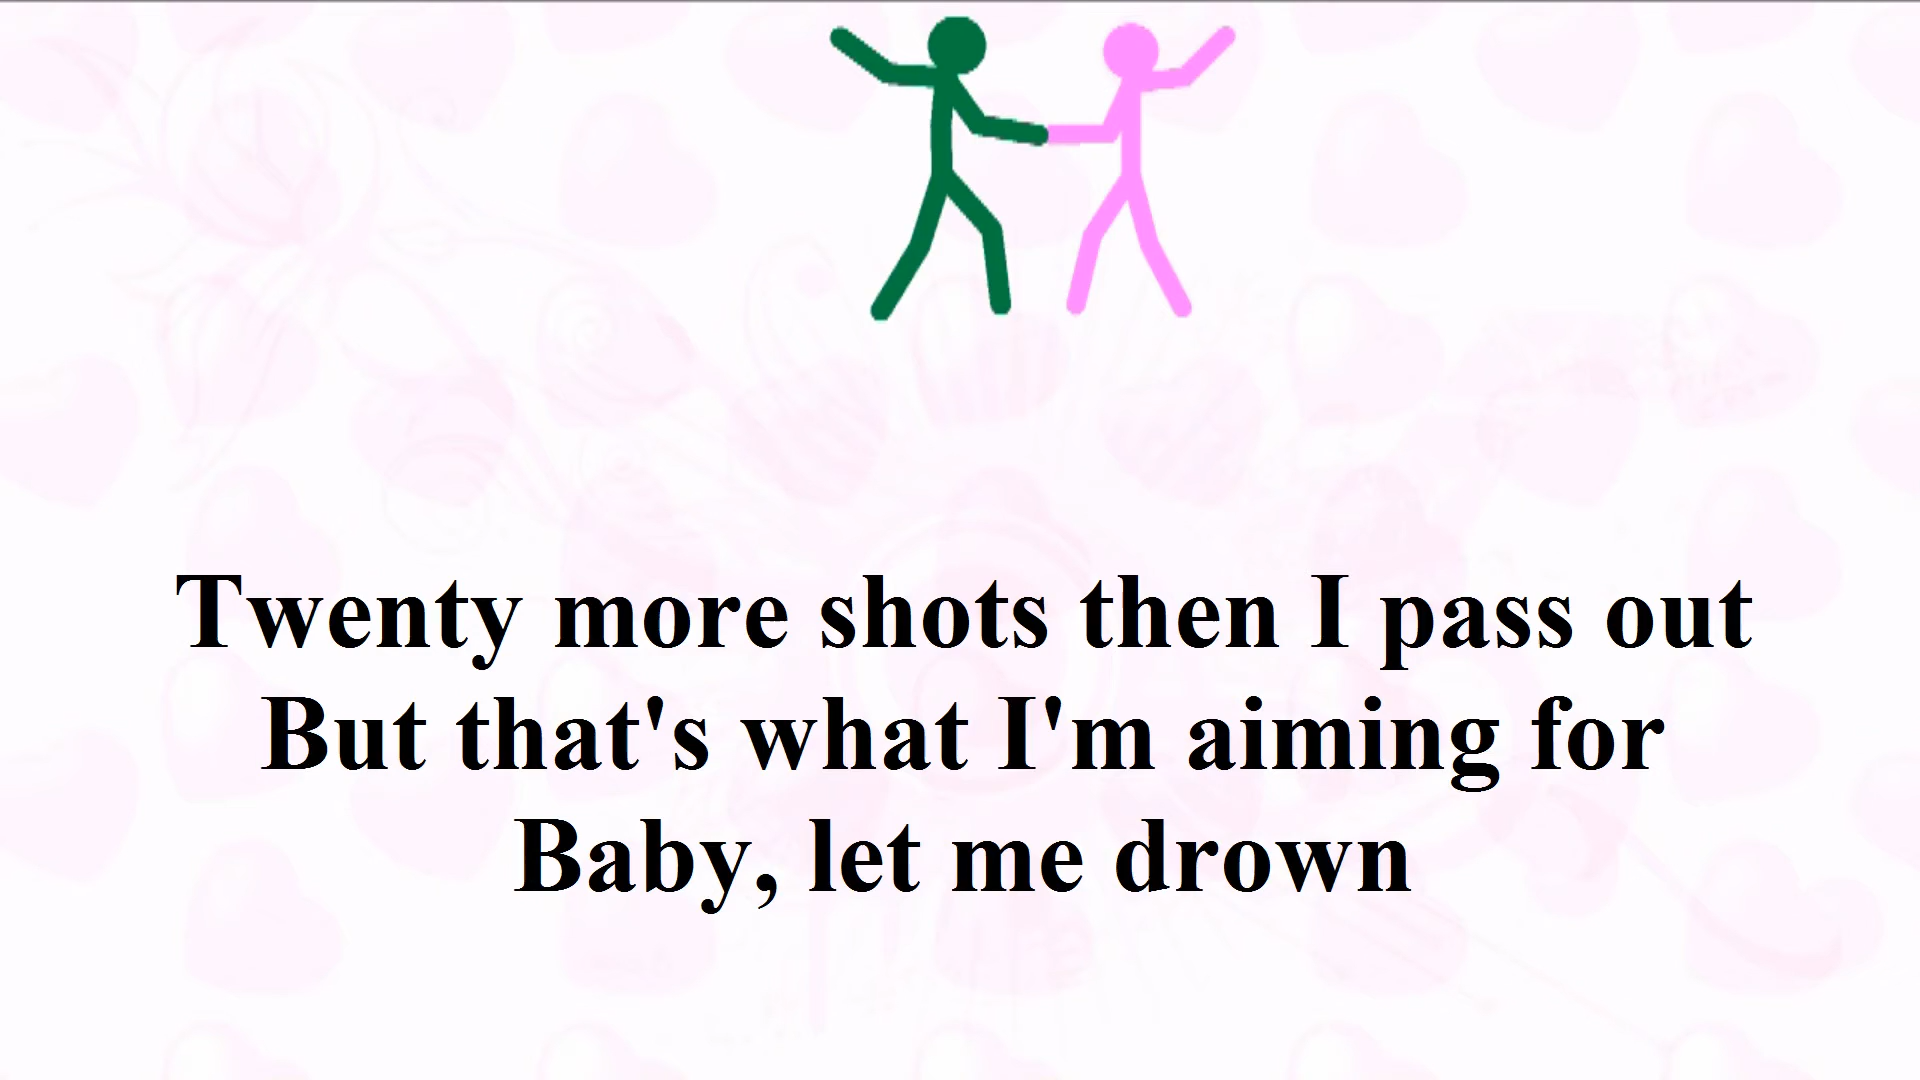 Twenty more shots then I pass out
But that's what I'm aiming for
Baby, let me drown